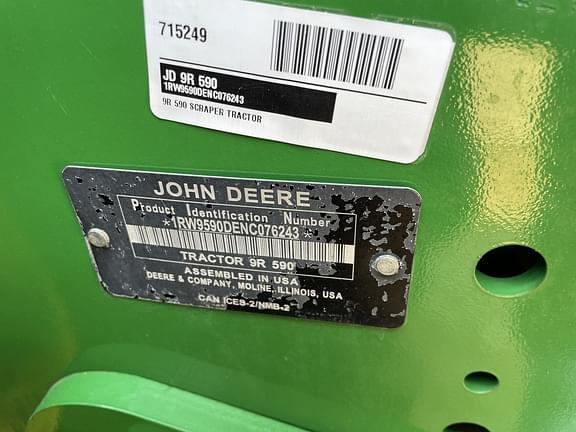 715249
JD 9R 590
1RW9590DENC076243
9R 590 SCRAPER TRACTOR
JOHN DEERE
Product Identification Number
*1RW9590DENC076243*
TRACTOR 9R 590
ASSEMBLED IN USA
DEERE & COMPANY, MOLINE, ILLINOIS, USA
CAN ICES-2/NMB-2